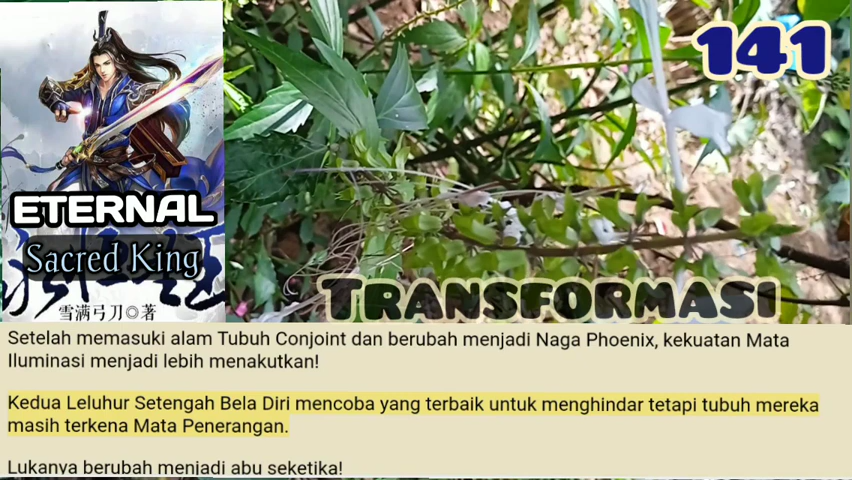 141
ETERNAL
Sacred King
雪满弓刀◎著
TRANSFORMASI
Setelah memasuki alam Tubuh Conjoint dan berubah menjadi Naga Phoenix, kekuatan Mata
Iluminasi menjadi lebih menakutkan!
Kedua Leluhur Setengah Bela Diri mencoba yang terbaik untuk menghindar tetapi tubuh mereka
masih terkena Mata Penerangan.
Lukanya berubah menjadi abu seketika!